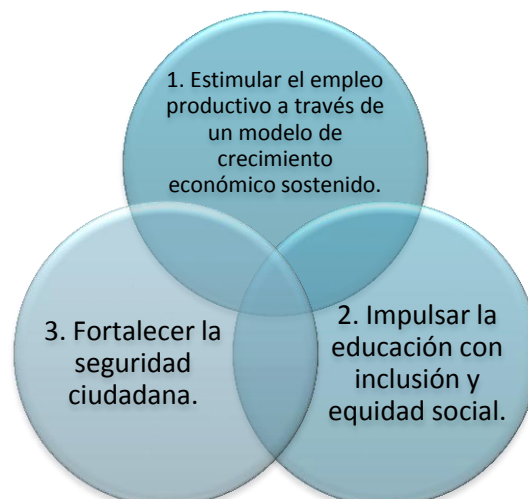 1. Estimular el empleo
productivo a través de
un modelo de
crecimiento
económico sostenido.
2. Impulsar la
educación con
inclusión y
equidad social.
3. Fortalecer la
seguridad
ciudadana.